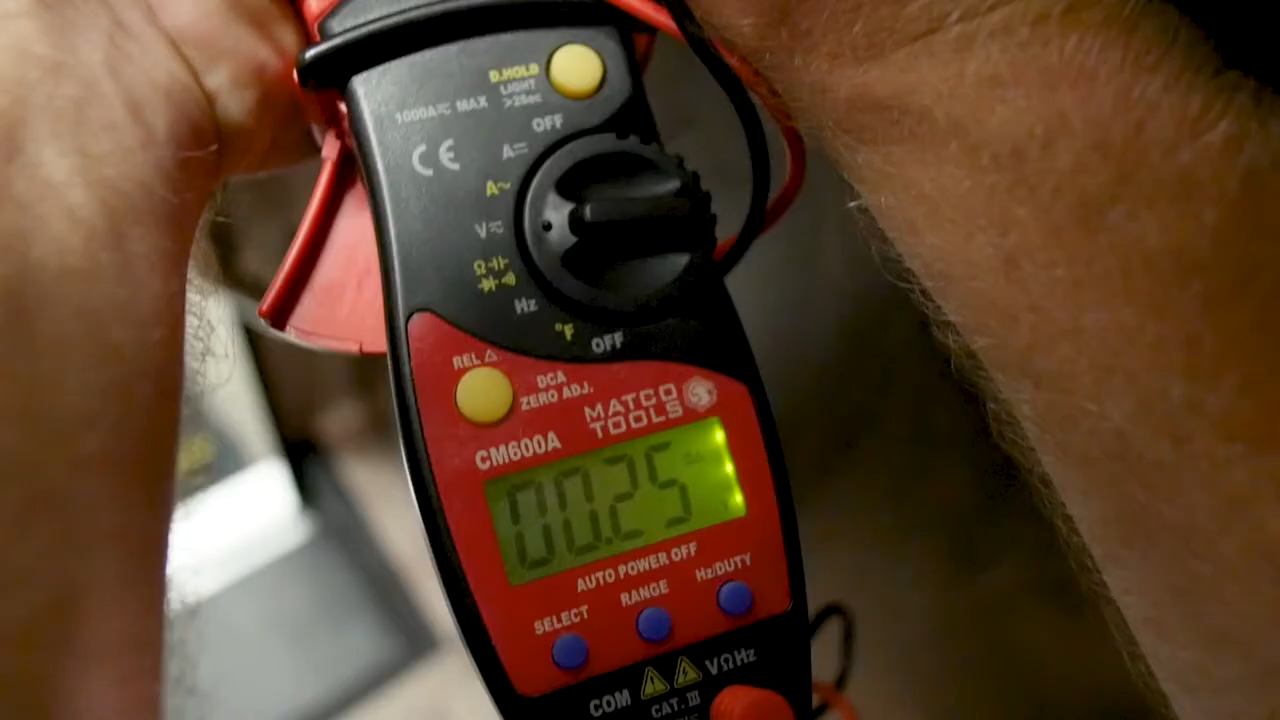 D.HOLD
LIGHT
>2Sec
1000A⎓~ MAX
OFF
CE
A⎓
A~
V⎓~
Ω
Hz
°F
OFF
REL △
DCA
ZERO ADJ.
MATCO
TOOLS
CM600A
00.25
AUTO POWER OFF
SELECT
RANGE
Hz/DUTY
COM
VΩHz
CAT. III